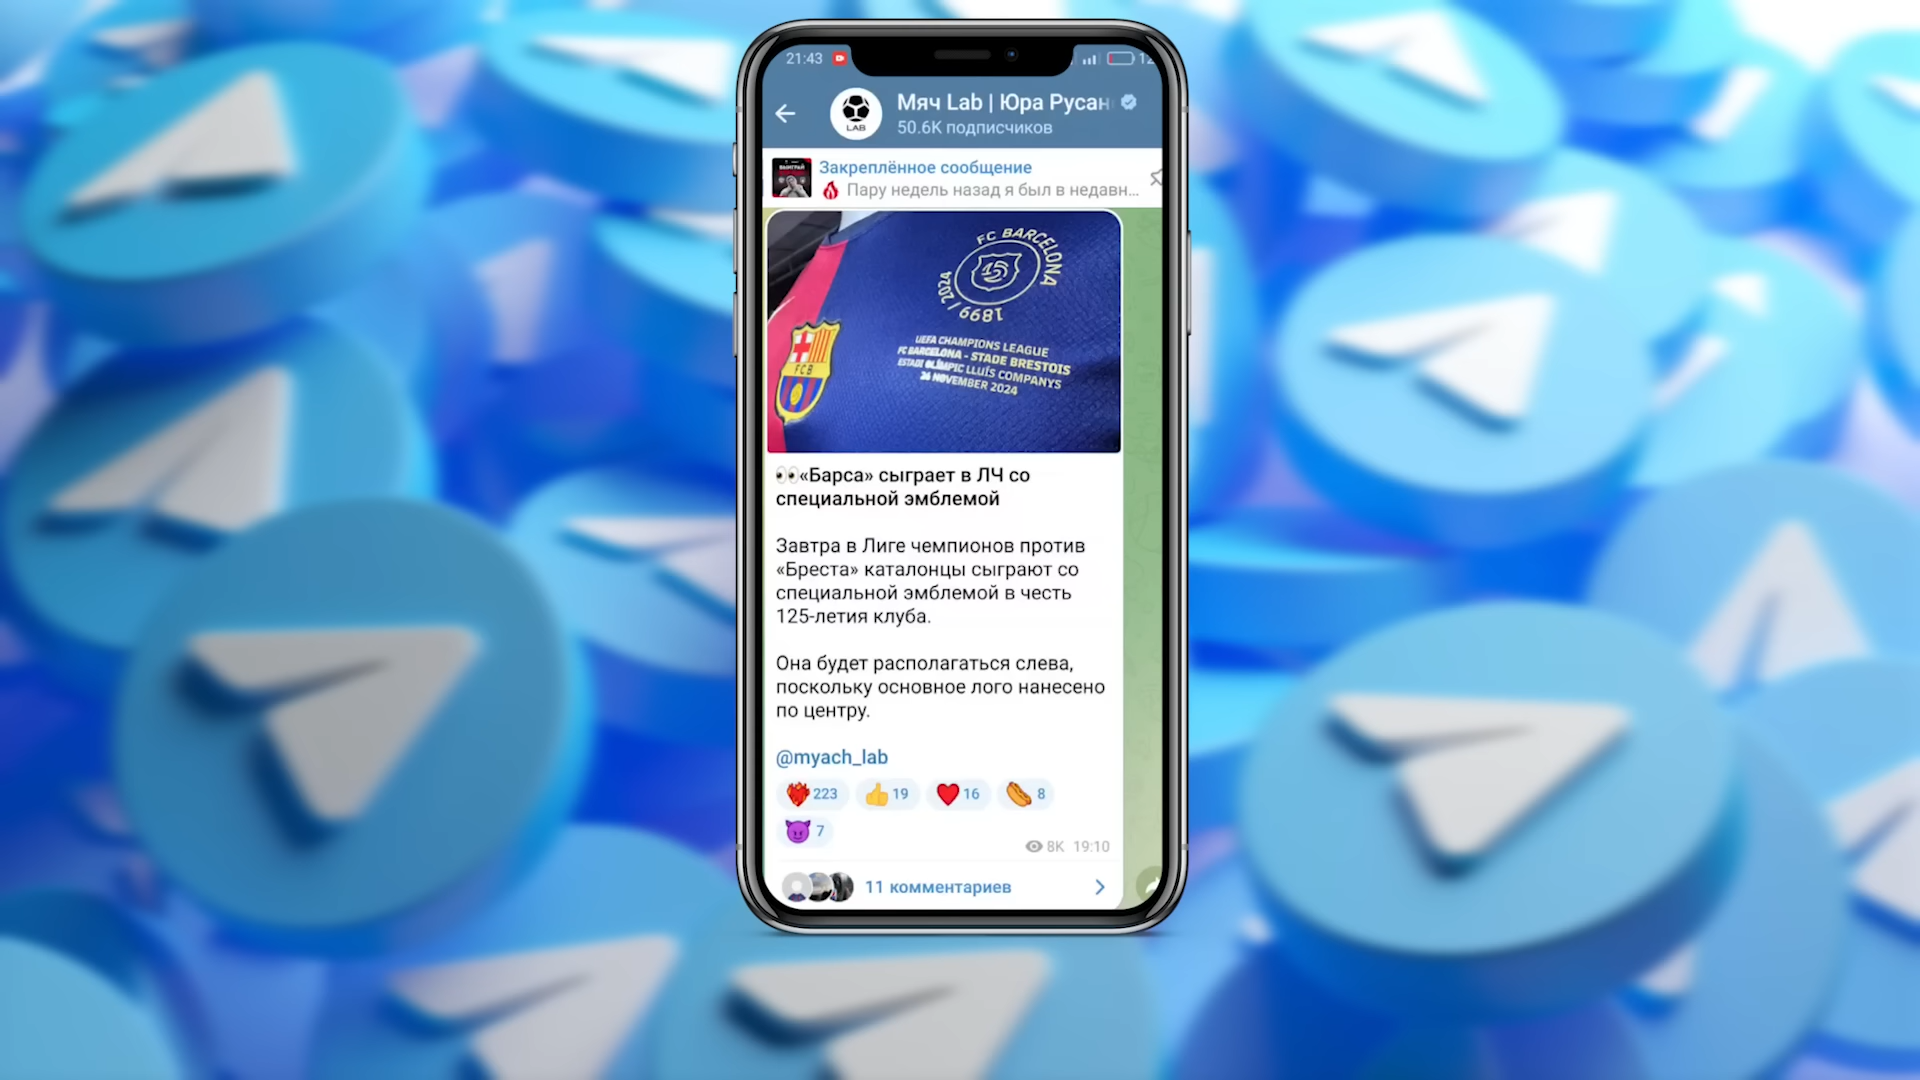 21:43
12
Мяч Lab | Юра Русан
50.6K подписчиков
LAB
Закреплённое сообщение
Пару недель назад я был в недавн...
FC BARCELONA
125
1899 / 2024
FCB
UEFA CHAMPIONS LEAGUE
FC BARCELONA - STADE BRESTOIS
ESTADI OLÍMPIC LLUÍS COMPANYS
26 NOVEMBER 2024
👀«Барса» сыграет в ЛЧ со
специальной эмблемой
Завтра в Лиге чемпионов против
«Бреста» каталонцы сыграют со
специальной эмблемой в честь
125-летия клуба.
Она будет располагаться слева,
поскольку основное лого нанесено
по центру.
@myach_lab
223 19 16 8
7
8K 19:10
11 комментариев